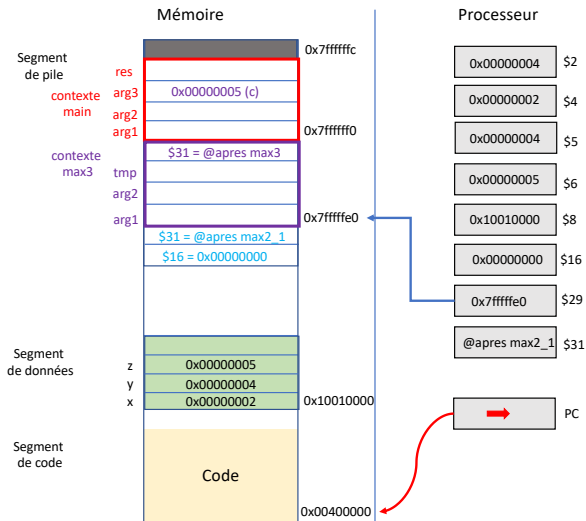 Mémoire
Processeur
0x7ffffffc
Segment
de pile
res
contexte
main
arg3
0x00000005 (c)
arg2
arg1
0x7ffffff0
contexte
max3
$31 = @apres max3
tmp
arg2
arg1
0x7fffffe0
$31 = @apres max2_1
$16 = 0x00000000
Segment
de données
z
0x00000005
y
0x00000004
x
0x00000002
0x10010000
Segment
de code
Code
0x00400000
0x00000004
$2
0x00000002
$4
0x00000004
$5
0x00000005
$6
0x10010000
$8
0x00000000
$16
0x7fffffe0
$29
@apres max2_1
$31
PC